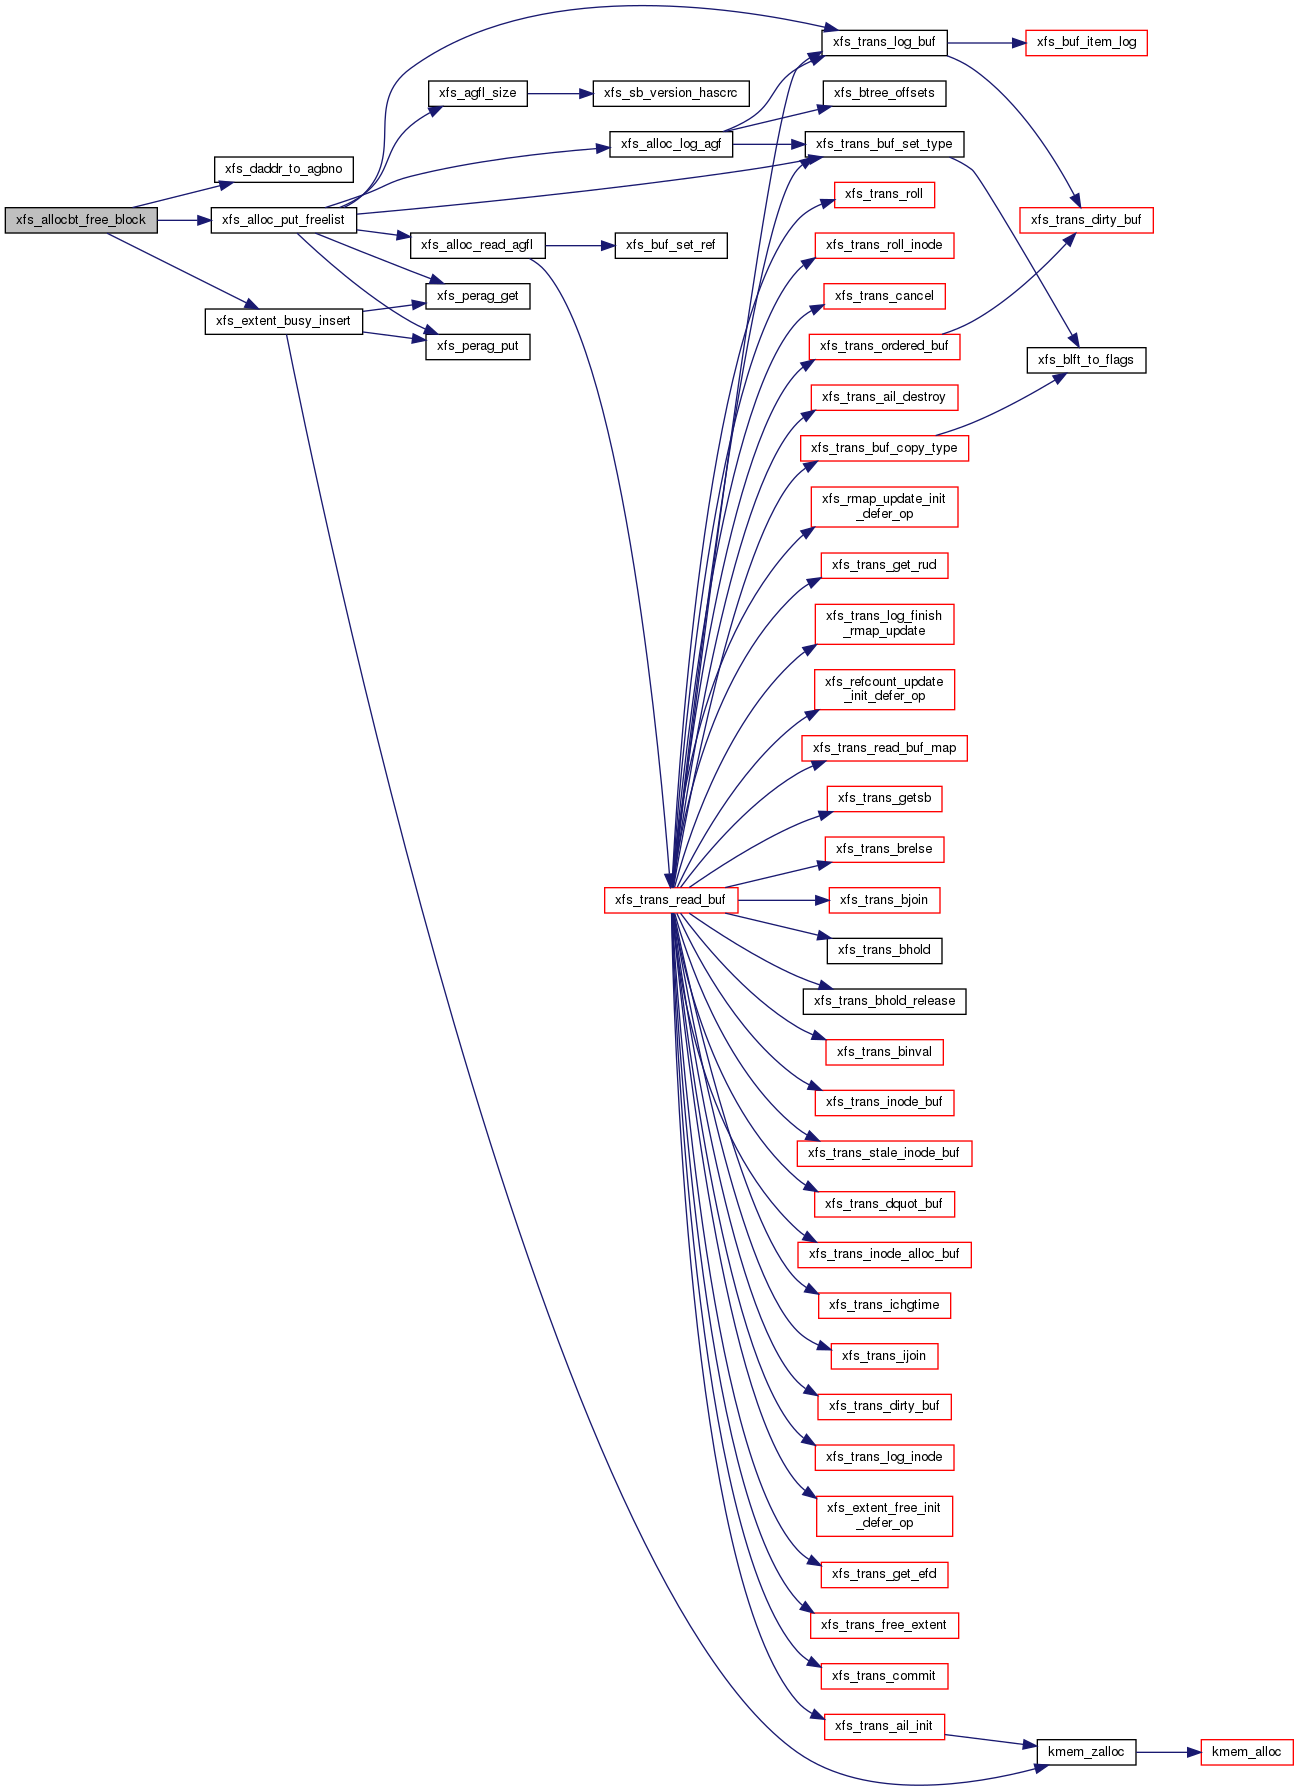 xfs_trans_log_buf
xfs_buf_item_log
xfs_agfl_size
xfs_sb_version_hascrc
xfs_btree_offsets
xfs_alloc_log_agf
xfs_trans_buf_set_type
xfs_daddr_to_agbno
xfs_trans_roll
xfs_allocbt_free_block
xfs_alloc_put_freelist
xfs_trans_dirty_buf
xfs_alloc_read_agfl
xfs_buf_set_ref
xfs_trans_roll_inode
xfs_perag_get
xfs_trans_cancel
xfs_extent_busy_insert
xfs_perag_put
xfs_trans_ordered_buf
xfs_blft_to_flags
xfs_trans_ail_destroy
xfs_trans_buf_copy_type
xfs_rmap_update_init
_defer_op
xfs_trans_get_rud
xfs_trans_log_finish
_rmap_update
xfs_refcount_update
_init_defer_op
xfs_trans_read_buf_map
xfs_trans_getsb
xfs_trans_brelse
xfs_trans_read_buf
xfs_trans_bjoin
xfs_trans_bhold
xfs_trans_bhold_release
xfs_trans_binval
xfs_trans_inode_buf
xfs_trans_stale_inode_buf
xfs_trans_dquot_buf
xfs_trans_inode_alloc_buf
xfs_trans_ichgtime
xfs_trans_ijoin
xfs_trans_dirty_buf
xfs_trans_log_inode
xfs_extent_free_init
_defer_op
xfs_trans_get_efd
xfs_trans_free_extent
xfs_trans_commit
xfs_trans_ail_init
kmem_zalloc
kmem_alloc